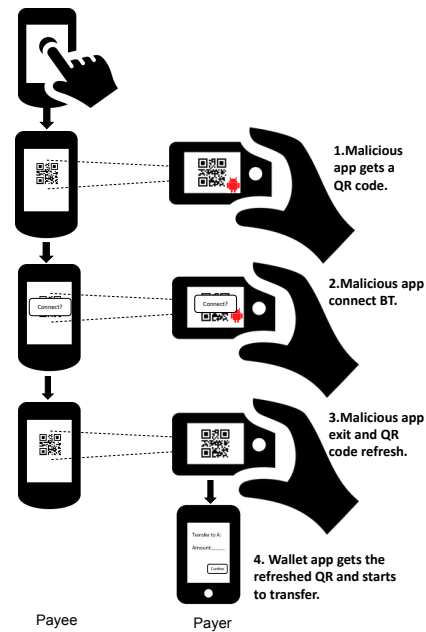 1.Malicious
app gets a
QR code.
Connect?
Connect?
2.Malicious app
connect BT.
3.Malicious app
exit and QR
code refresh.
Transfer to A:
Amount:_____
Confirm
4. Wallet app gets the
refreshed QR and starts
to transfer.
Payee
Payer